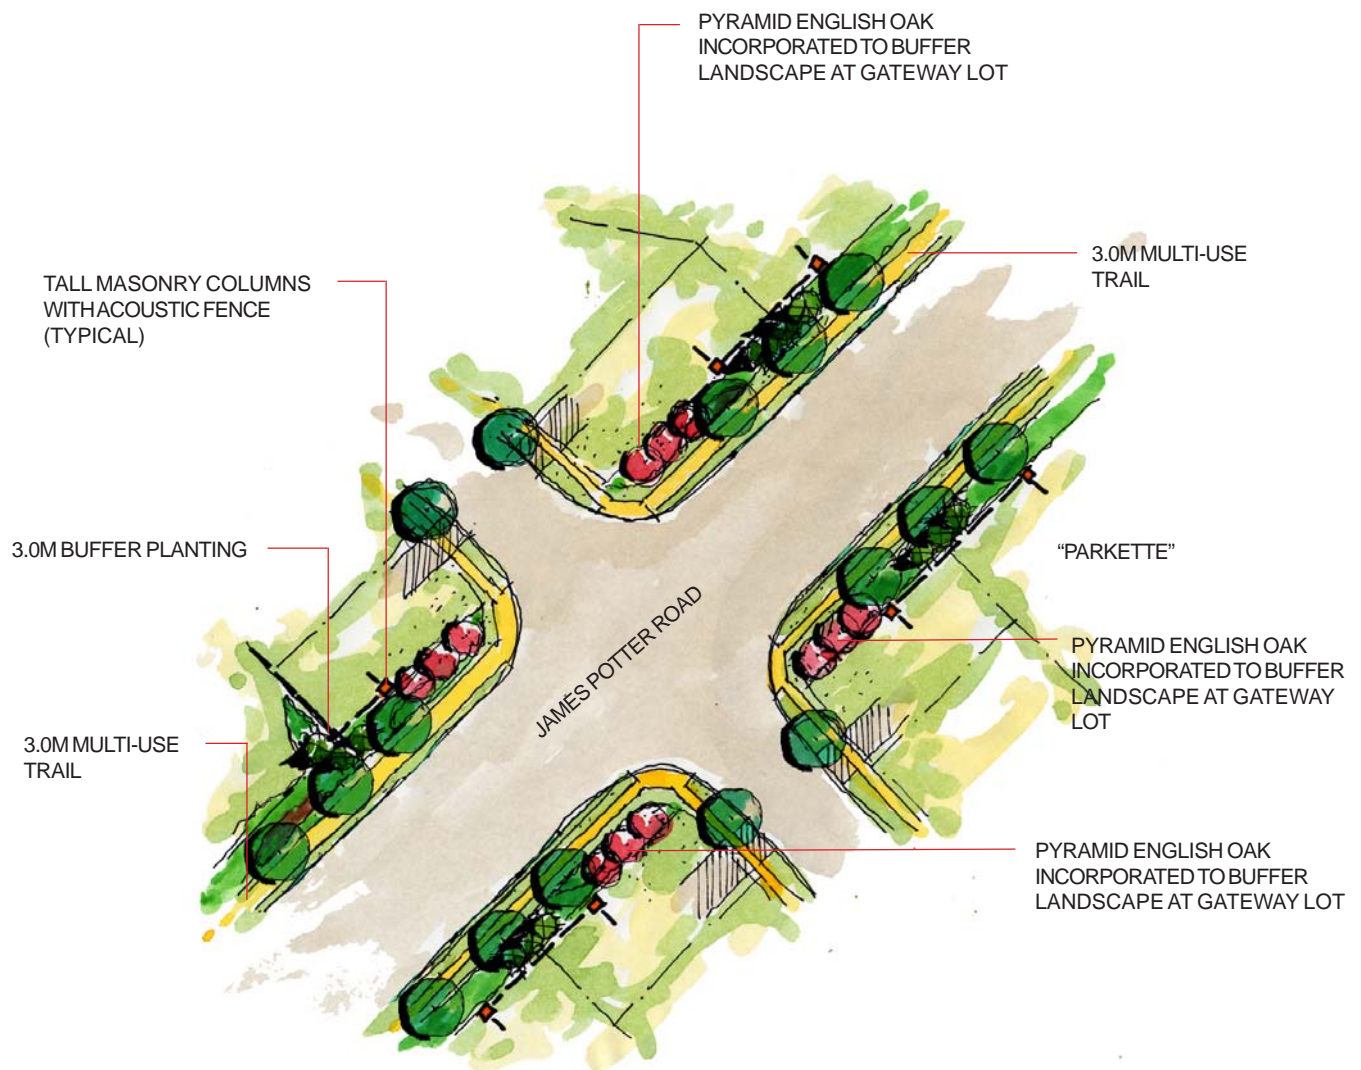 PYRAMID ENGLISH OAK
INCORPORATED TO BUFFER
LANDSCAPE AT GATEWAY LOT
3.0M MULTI-USE
TRAIL
TALL MASONRY COLUMNS
WITH ACOUSTIC FENCE
(TYPICAL)
3.0M BUFFER PLANTING
"PARKETTE"
JAMES POTTER ROAD
PYRAMID ENGLISH OAK
INCORPORATED TO BUFFER
LANDSCAPE AT GATEWAY
LOT
3.0M MULTI-USE
TRAIL
PYRAMID ENGLISH OAK
INCORPORATED TO BUFFER
LANDSCAPE AT GATEWAY LOT